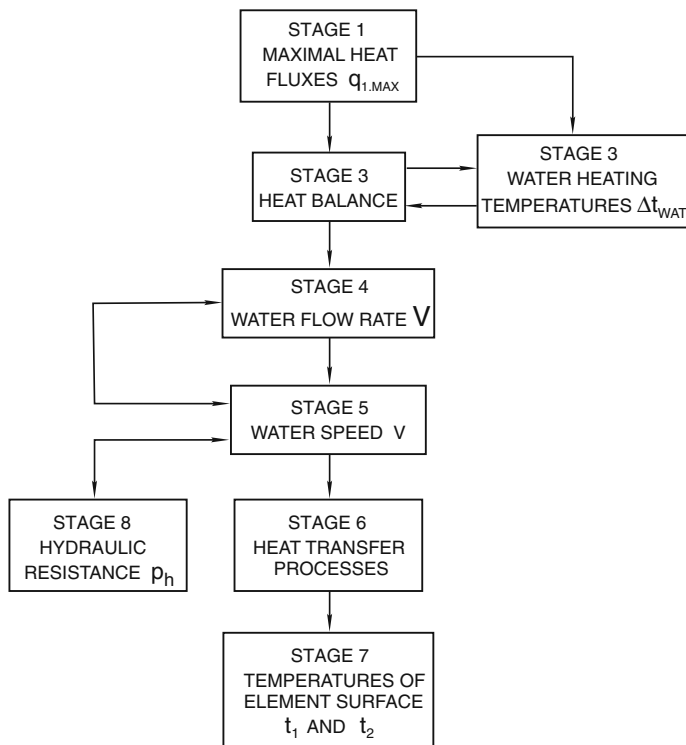 STAGE 1
MAXIMAL HEAT
FLUXES q1.MAX
STAGE 3
HEAT BALANCE
STAGE 3
WATER HEATING
TEMPERATURES ΔtWAT
STAGE 4
WATER FLOW RATE V
STAGE 5
WATER SPEED v
STAGE 8
HYDRAULIC
RESISTANCE ph
STAGE 6
HEAT TRANSFER
PROCESSES
STAGE 7
TEMPERATURES OF
ELEMENT SURFACE
t1 AND t2